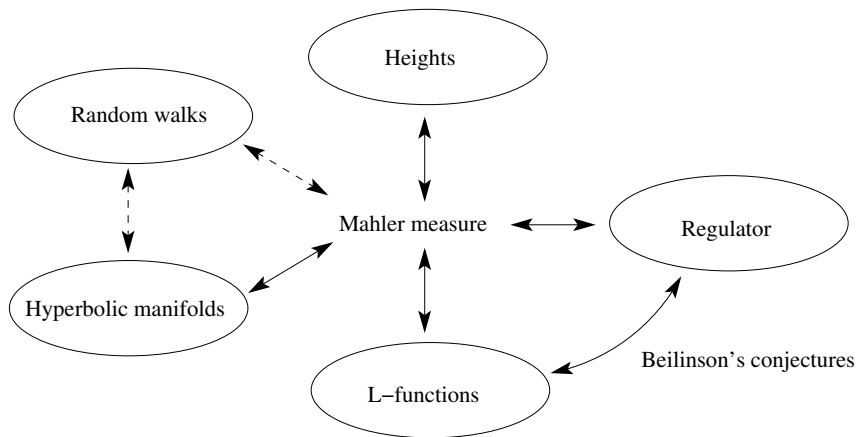 Heights
Random walks
Mahler measure
Regulator
Hyperbolic manifolds
Beilinson's conjectures
L−functions